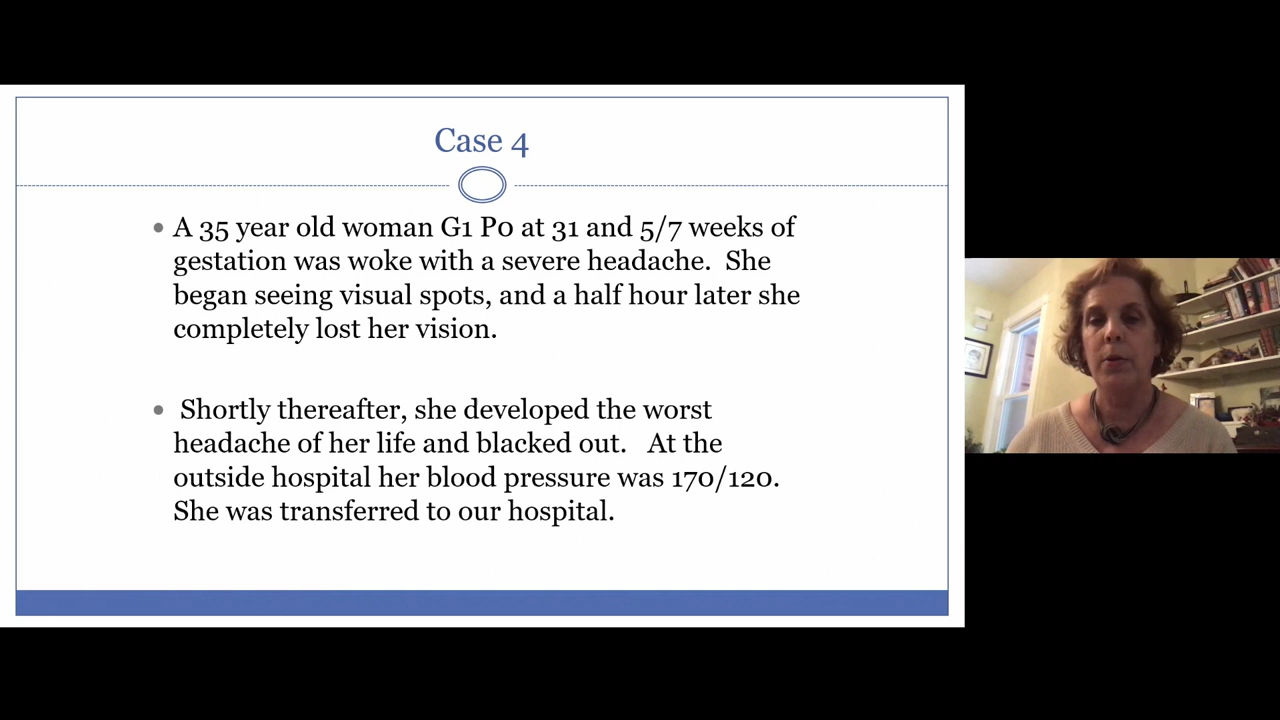 Case 4
• A 35 year old woman G1 P0 at 31 and 5/7 weeks of
gestation was woke with a severe headache.  She
began seeing visual spots, and a half hour later she
completely lost her vision.
•  Shortly thereafter, she developed the worst
headache of her life and blacked out.   At the
outside hospital her blood pressure was 170/120.
She was transferred to our hospital.